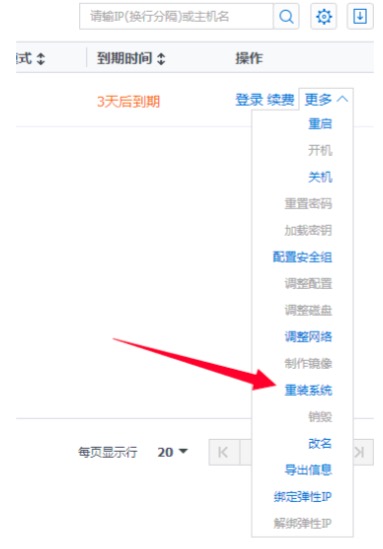 请输IP(换行分隔)或主机名
式 到期时间 操作
3天后到期 登录 续费 更多
重启
开机
关机
重置密码
加载密钥
配置安全组
调整配置
调整磁盘
调整网络
制作镜像
重装系统
销毁
改名
每页显示行 20
导出信息
绑定弹性IP
解绑弹性IP